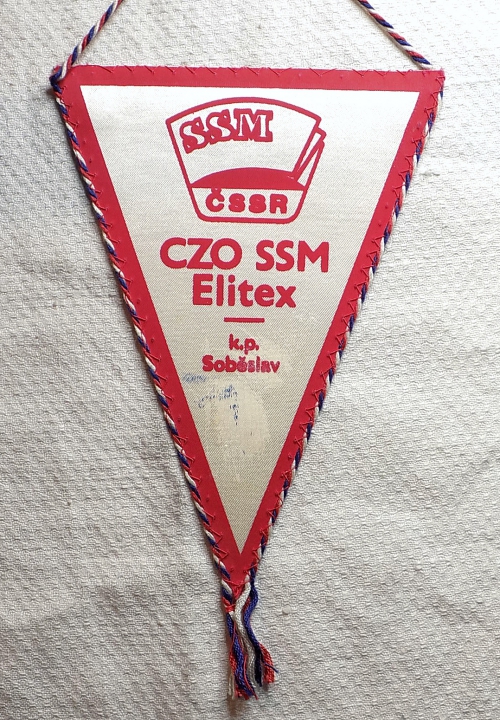 SSM
ČSSR
CZO SSM
Elitex
k.p.
Soběslav